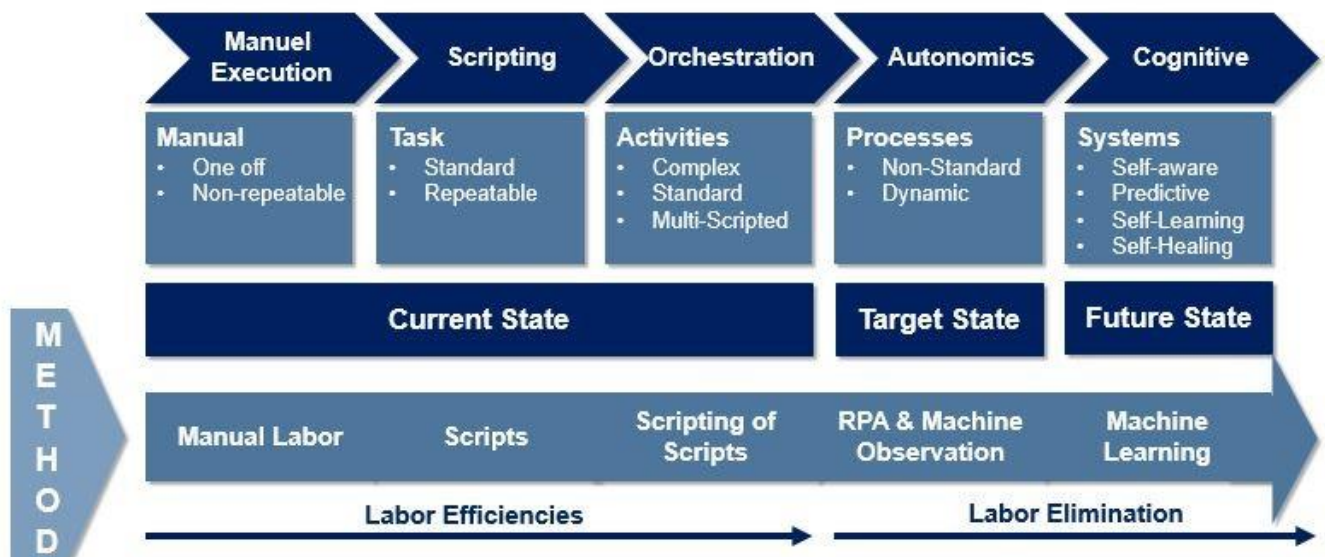 Manuel
Execution
Scripting
Orchestration
Autonomics
Cognitive
Manual
• One off
• Non-repeatable
Task
• Standard
• Repeatable
Activities
• Complex
• Standard
• Multi-Scripted
Processes
• Non-Standard
• Dynamic
Systems
• Self-aware
• Predictive
• Self-Learning
• Self-Healing
Current State
Target State
Future State
METHOD
Manual Labor
Scripts
Scripting of
Scripts
RPA & Machine
Observation
Machine
Learning
Labor Efficiencies
Labor Elimination